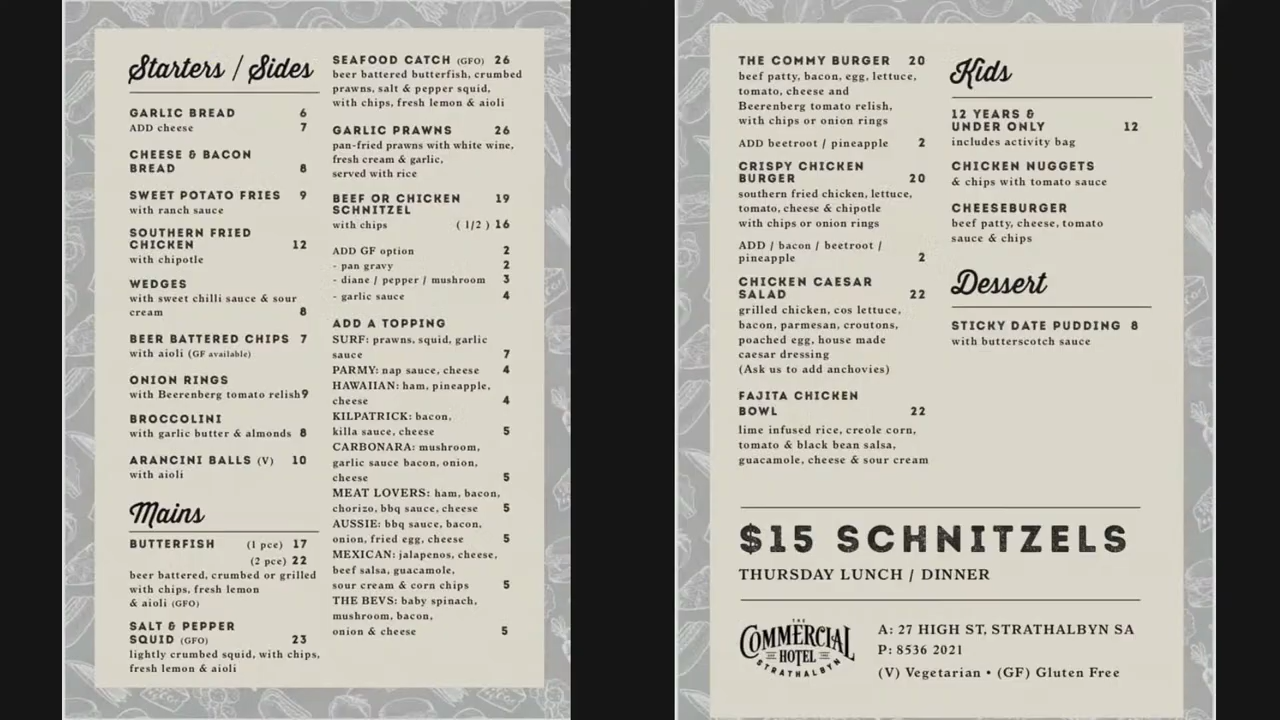 Starters / Sides
GARLIC BREAD 6
ADD cheese 7
CHEESE & BACON
BREAD 8
SWEET POTATO FRIES 9
with ranch sauce
SOUTHERN FRIED
CHICKEN 12
with chipotle
WEDGES
with sweet chilli sauce & sour
cream 8
BEER BATTERED CHIPS 7
with aioli (GF available)
ONION RINGS
with Beerenberg tomato relish 9
BROCCOLINI
with garlic butter & almonds 8
ARANCINI BALLS (V) 10
with aioli
Mains
BUTTERFISH (1 pce) 17
(2 pce) 22
beer battered, crumbed or grilled
with chips, fresh lemon
& aioli (GFO)
SALT & PEPPER
SQUID (GFO) 23
lightly crumbed squid, with chips,
fresh lemon & aioli
SEAFOOD CATCH (GFO) 26
beer battered butterfish, crumbed
prawns, salt & pepper squid,
with chips, fresh lemon & aioli
GARLIC PRAWNS 26
pan-fried prawns with white wine,
fresh cream & garlic,
served with rice
BEEF OR CHICKEN 19
SCHNITZEL
with chips ( 1/2 ) 16
ADD GF option 2
- pan gravy 2
- diane / pepper / mushroom 3
- garlic sauce 4
ADD A TOPPING
SURF: prawns, squid, garlic
sauce 7
PARMY: nap sauce, cheese 4
HAWAIIAN: ham, pineapple,
cheese 4
KILPATRICK: bacon,
killa sauce, cheese 5
CARBONARA: mushroom,
garlic sauce bacon, onion,
cheese 5
MEAT LOVERS: ham, bacon,
chorizo, bbq sauce, cheese 5
AUSSIE: bbq sauce, bacon,
onion, fried egg, cheese 5
MEXICAN: jalapenos, cheese,
beef salsa, guacamole,
sour cream & corn chips 5
THE BEVS: baby spinach,
mushroom, bacon,
onion & cheese 5
THE COMMY BURGER 20
beef patty, bacon, egg, lettuce,
tomato, cheese and
Beerenberg tomato relish,
with chips or onion rings
ADD beetroot / pineapple 2
CRISPY CHICKEN
BURGER 20
southern fried chicken, lettuce,
tomato, cheese & chipotle
with chips or onion rings
ADD / bacon / beetroot /
pineapple 2
CHICKEN CAESAR
SALAD 22
grilled chicken, cos lettuce,
bacon, parmesan, croutons,
poached egg, house made
caesar dressing
(Ask us to add anchovies)
FAJITA CHICKEN
BOWL 22
lime infused rice, creole corn,
tomato & black bean salsa,
guacamole, cheese & sour cream
Kids
12 YEARS &
UNDER ONLY 12
includes activity bag
CHICKEN NUGGETS
& chips with tomato sauce
CHEESEBURGER
beef patty, cheese, tomato
sauce & chips
Dessert
STICKY DATE PUDDING 8
with butterscotch sauce
$15 SCHNITZELS
THURSDAY LUNCH / DINNER
THE
COMMERCIAL
HOTEL
STRATHALBYN
A: 27 HIGH ST, STRATHALBYN SA
P: 8536 2021
(V) Vegetarian • (GF) Gluten Free